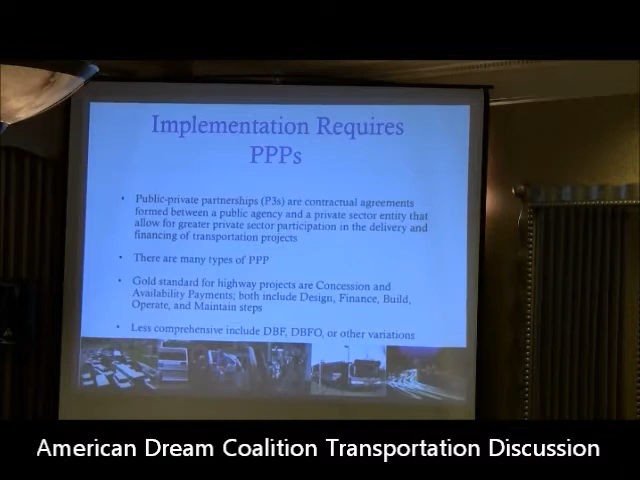 Implementation Requires
PPPs
• Public-private partnerships (P3s) are contractual agreements
formed between a public agency and a private sector entity that
allow for greater private sector participation in the delivery and
financing of transportation projects
• There are many types of PPP
• Gold standard for highway projects are Concession and
Availability Payments; both include Design, Finance, Build,
Operate, and Maintain steps
• Less comprehensive include DBF, DBFO, or other variations
American Dream Coalition Transportation Discussion